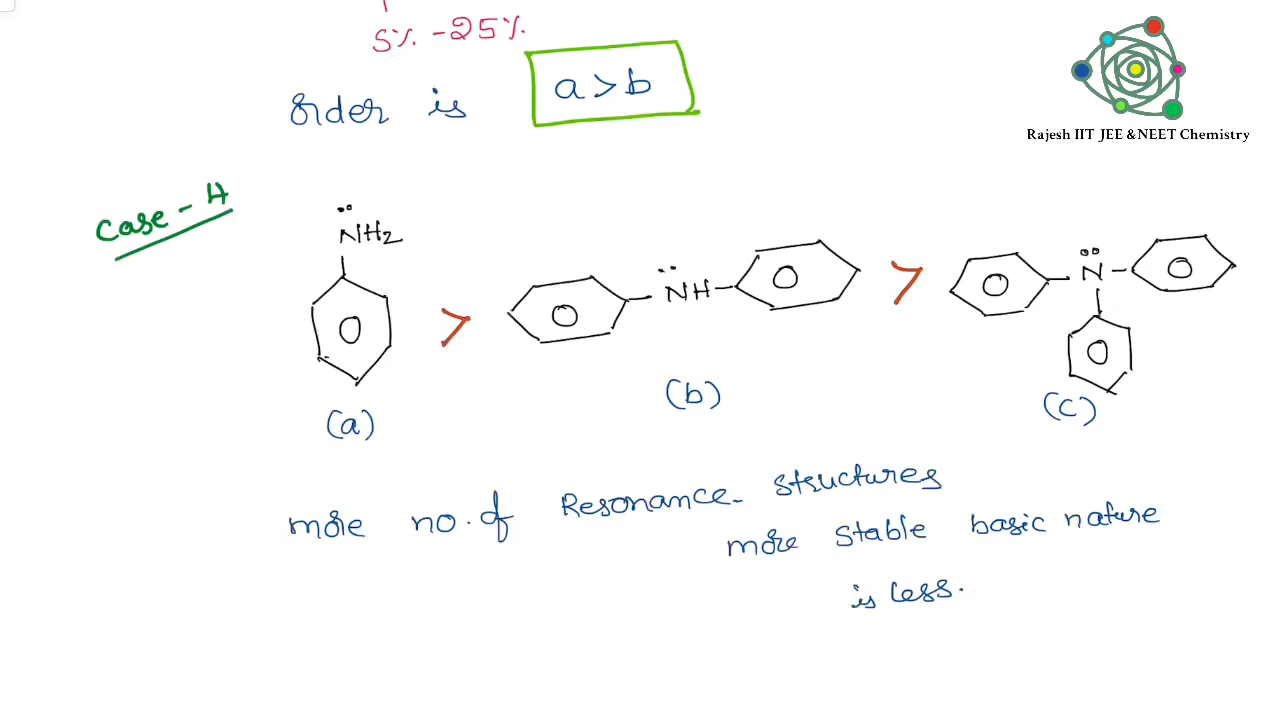 5% - 25%
order is a > b
Rajesh IIT JEE & NEET Chemistry
Case - 4
NH2 > NH > N
(a) (b) (c)
more no. of Resonance structures
more stable basic nature
is less.